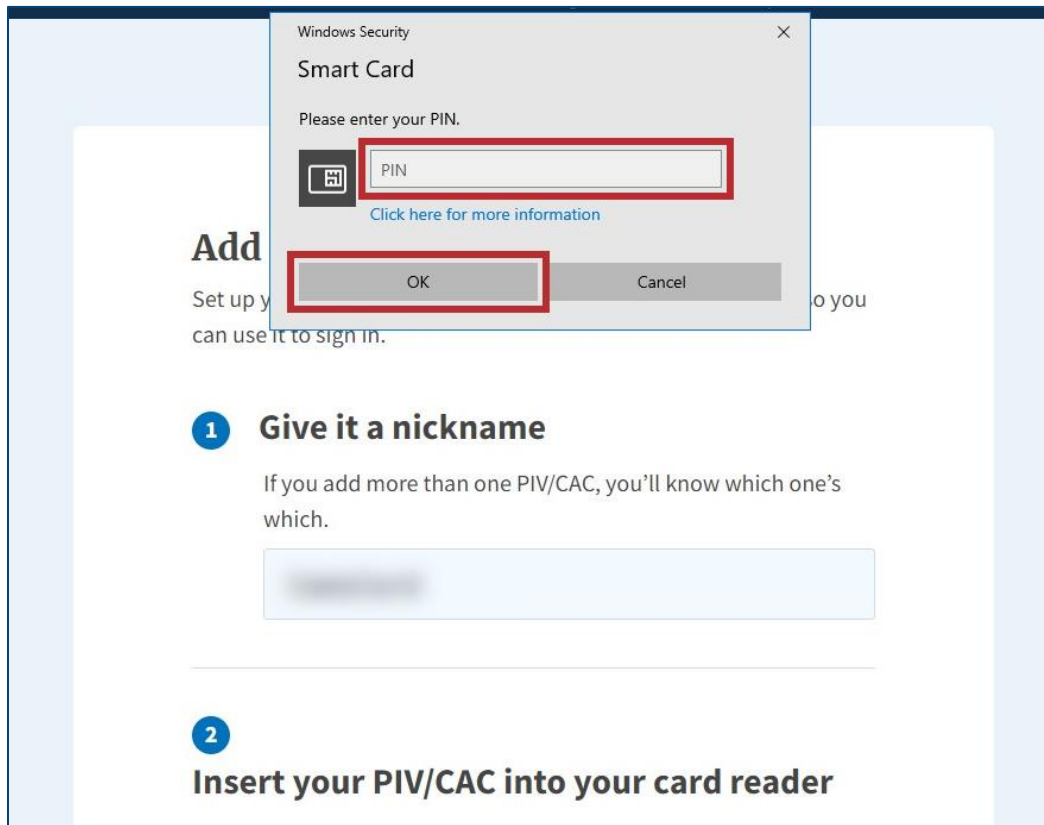 Windows Security
Smart Card
Please enter your PIN.
PIN
Click here for more information
OK Cancel
Add
Set up y
o you
can use it to sign in.
1 Give it a nickname
If you add more than one PIV/CAC, you’ll know which one’s
which.
2
Insert your PIV/CAC into your card reader